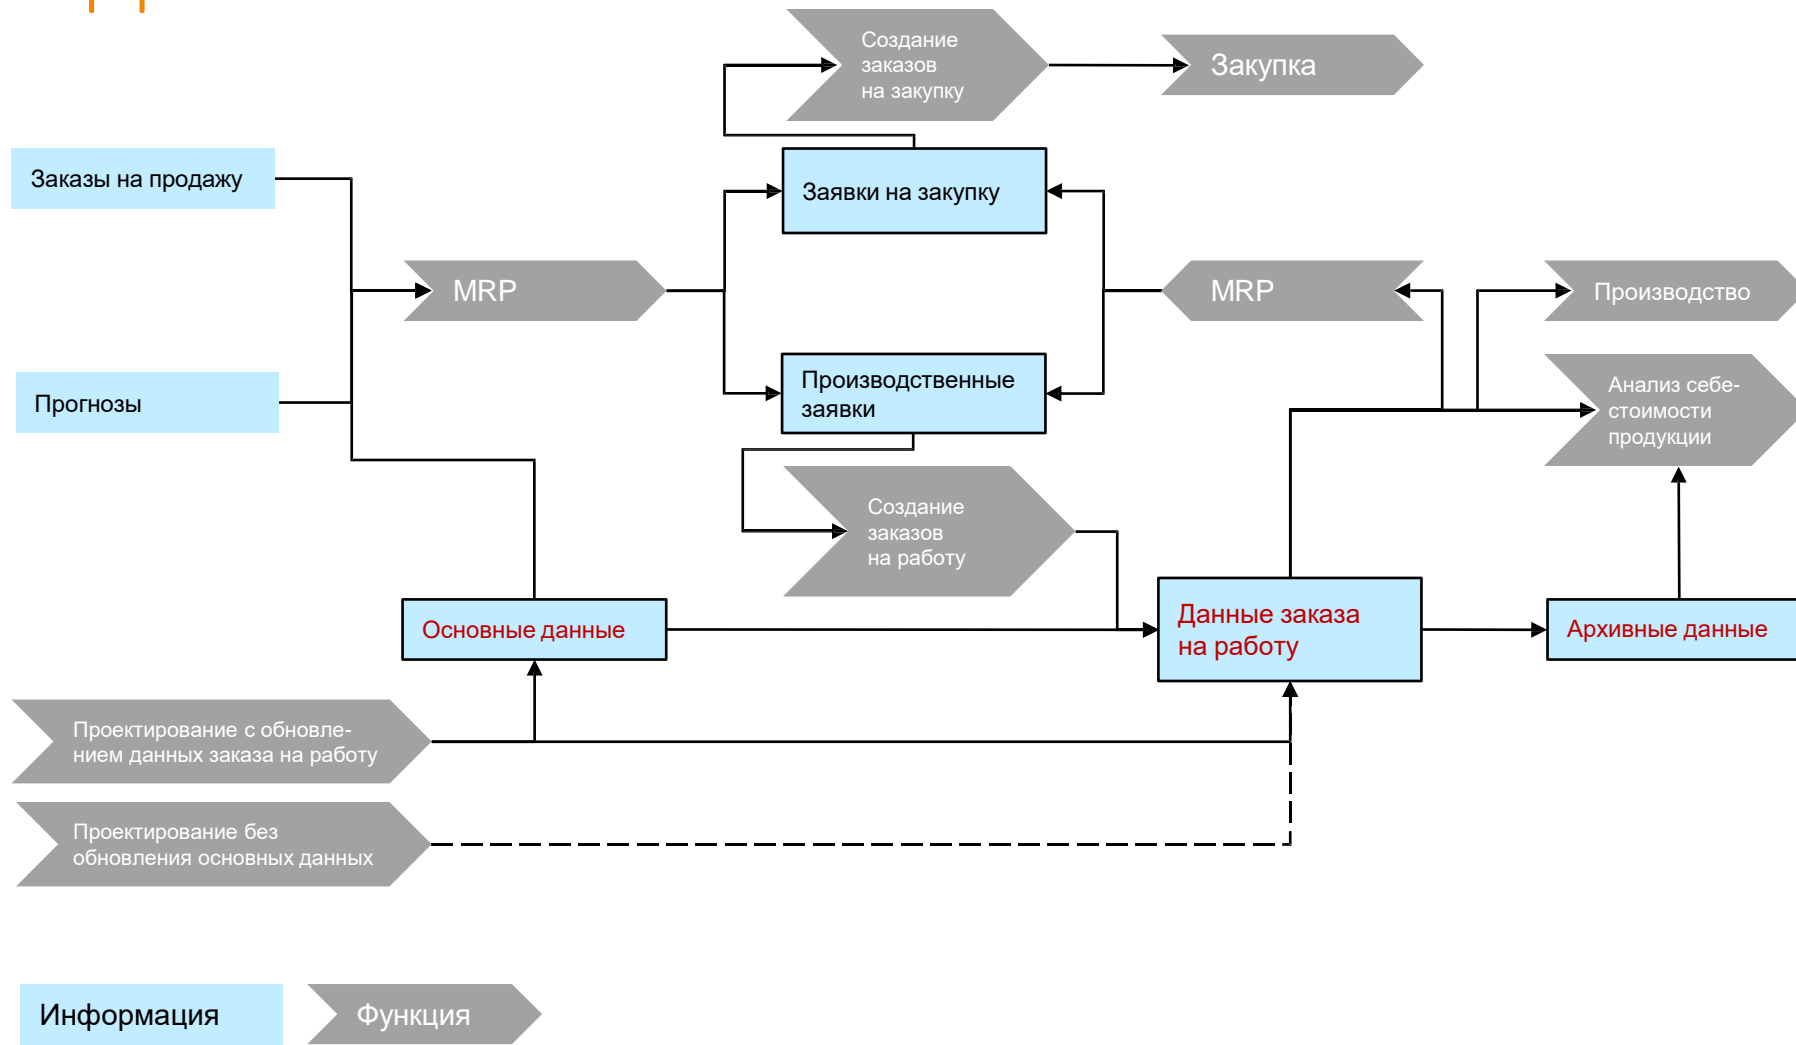 Создание
заказов
на закупку
Закупка
Заказы на продажу
Заявки на закупку
MRP
MRP
Производство
Прогнозы
Производственные
заявки
Анализ себе-
стоимости
продукции
Создание
заказов
на работу
Основные данные
Данные заказа
на работу
Архивные данные
Проектирование с обновле-
нием данных заказа на работу
Проектирование без
обновления основных данных
Информация
Функция